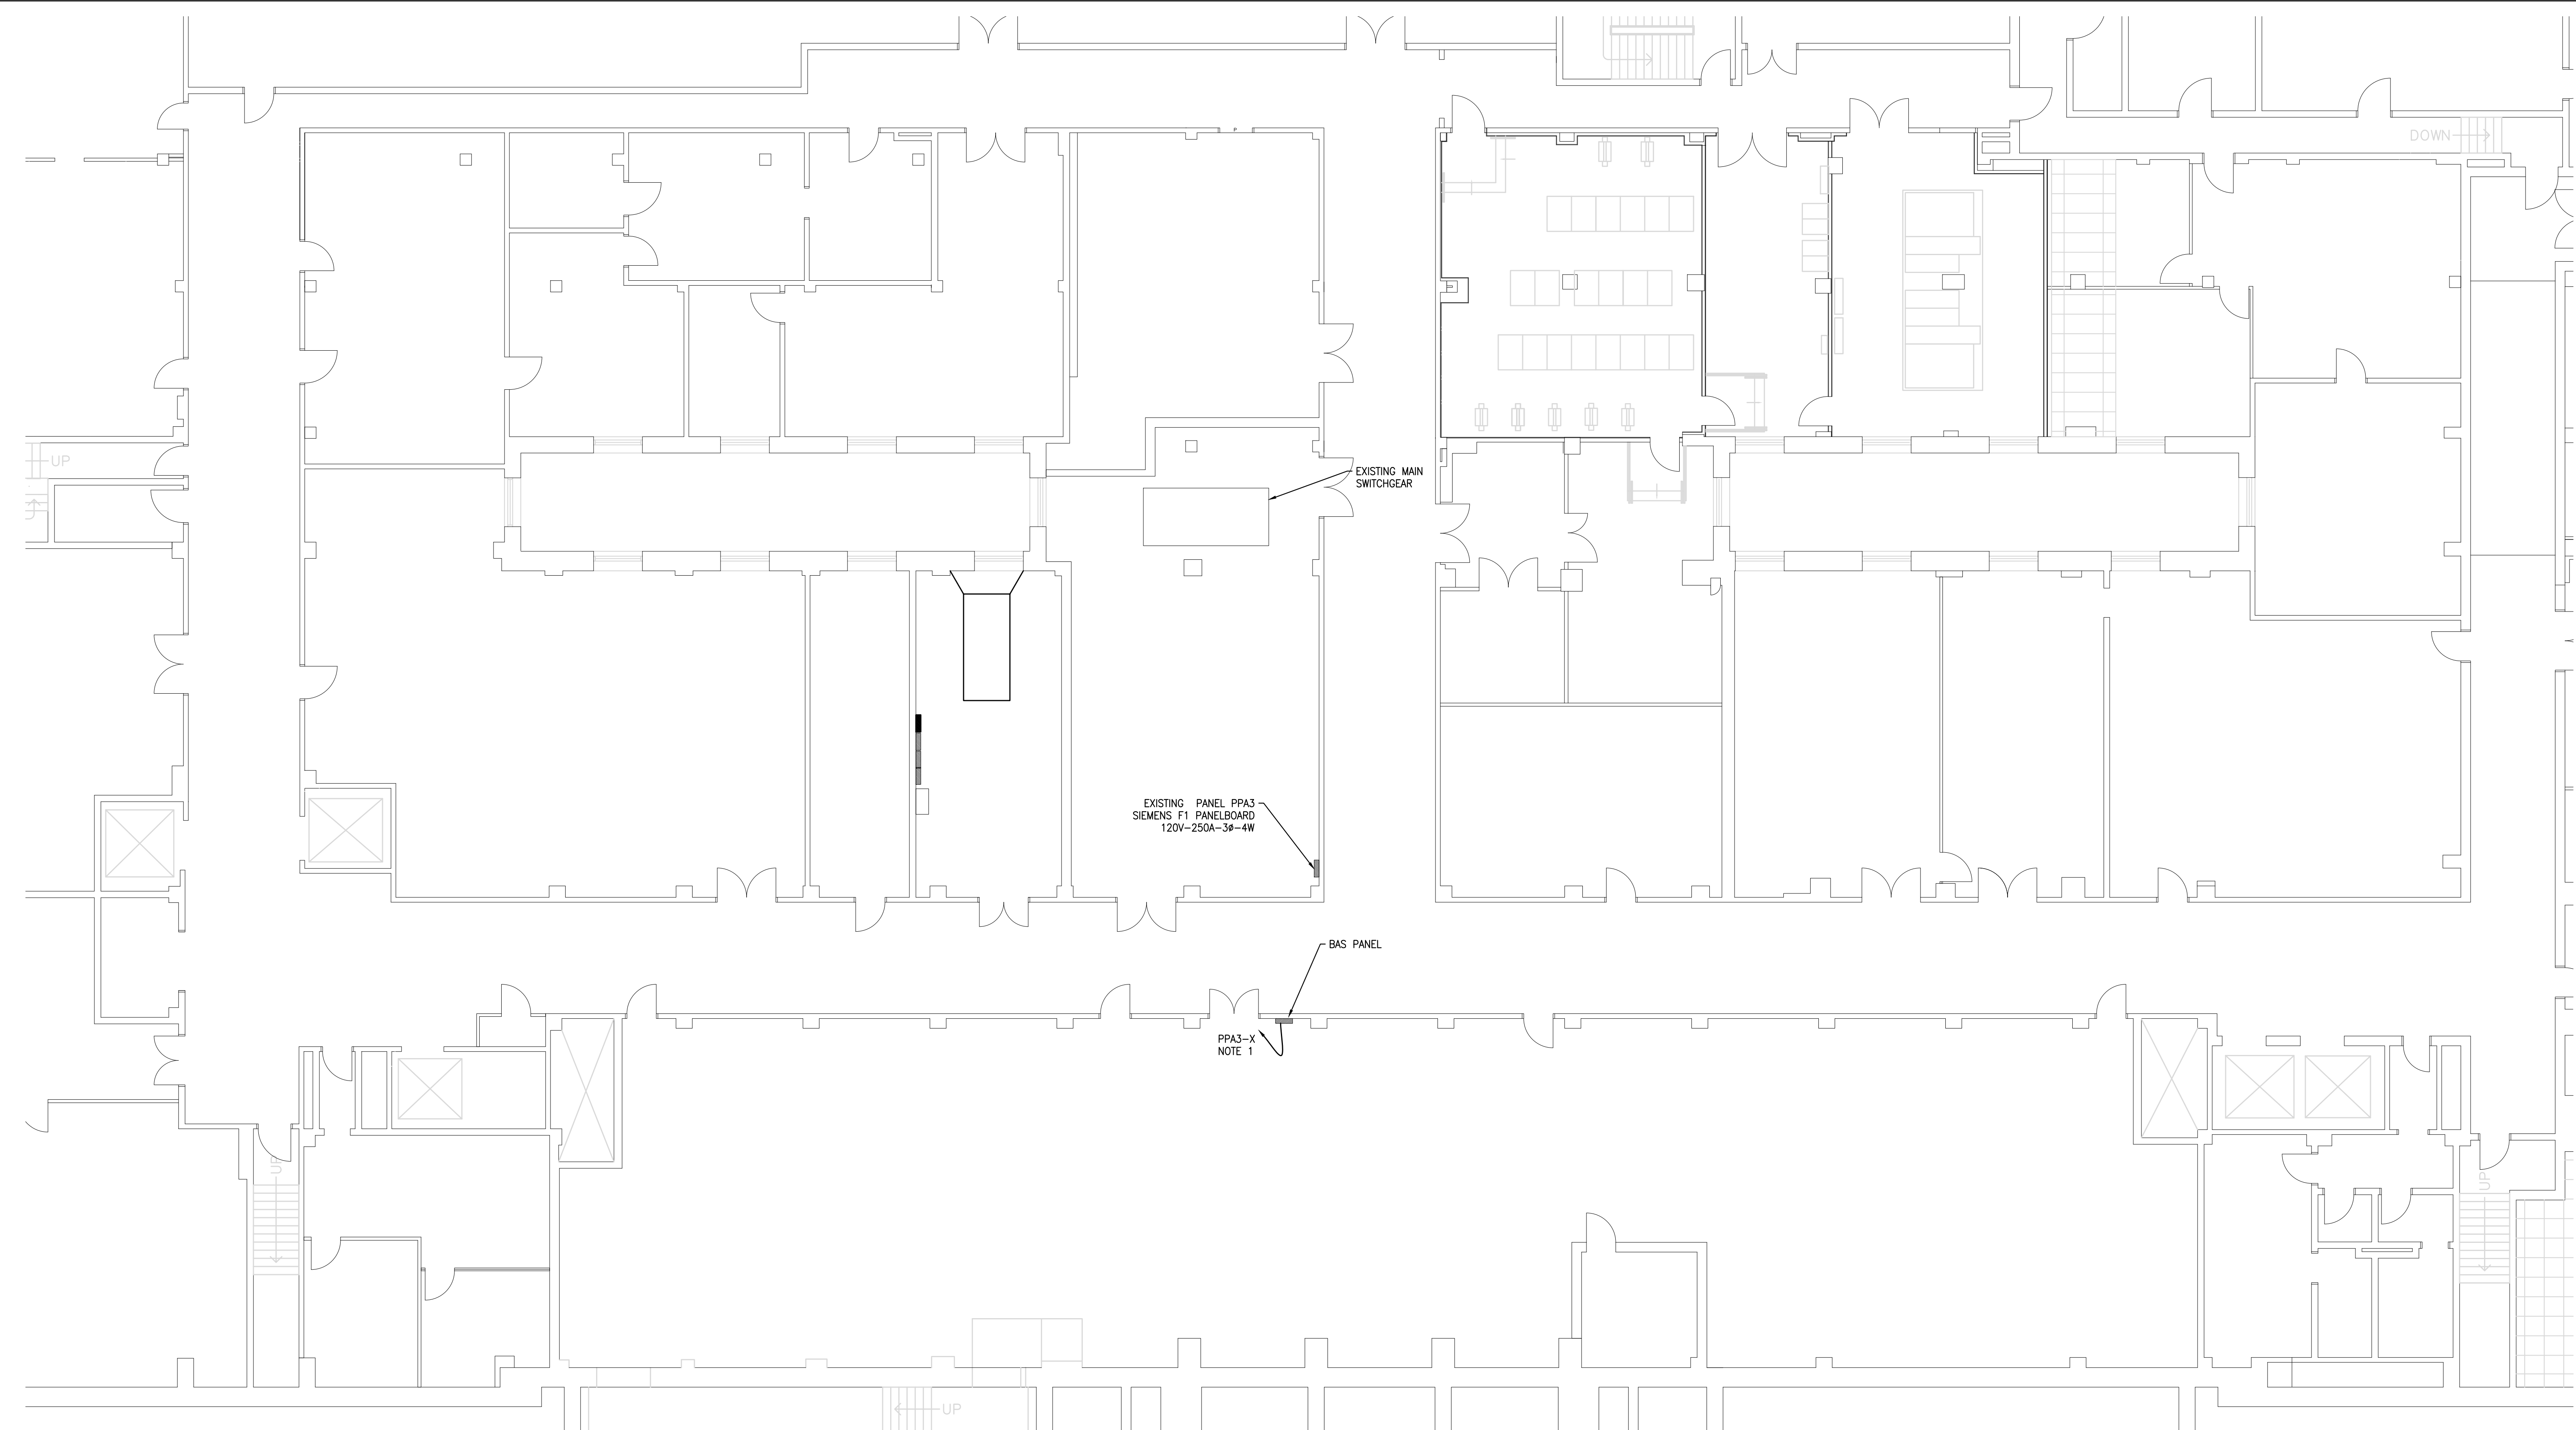 P
DOWN
UP
EXISTING MAIN
SWITCHGEAR
EXISTING PANEL PPA3
SIEMENS F1 PANELBOARD
120V-250A-3ø-4W
BAS PANEL
PPA3-X
NOTE 1
UP
UP
UP